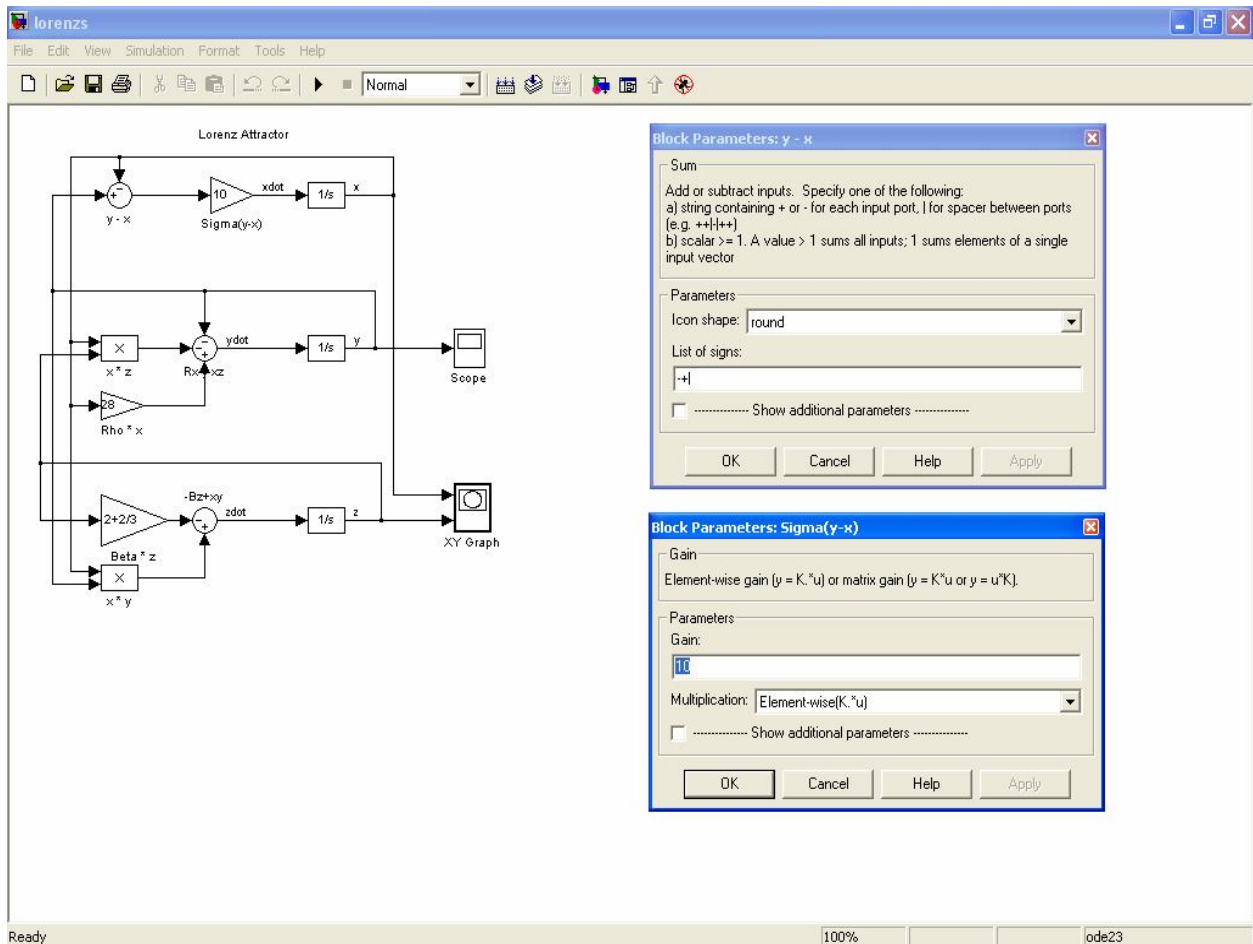 lorenzs
File Edit View Simulation Format Tools Help
Normal
Lorenz Attractor
+ -
y - x
10
Sigma(y-x)
xdot
1/s
x
×
x * z
- - +
ydot
1/s
y
Scope
28
Rho * x
2+2/3
Beta * z
-Bz+xy
- +
zdot
1/s
z
XY Graph
×
x * y
Block Parameters: y - x
Sum
Add or subtract inputs. Specify one of the following:
a) string containing + or - for each input port, | for spacer between ports
(e.g. ++|-|++)
b) scalar >= 1. A value > 1 sums all inputs; 1 sums elements of a single
input vector
Parameters
Icon shape: round
List of signs:
-+|
-------------- Show additional parameters --------------
OK Cancel Help Apply
Block Parameters: Sigma(y-x)
Gain
Element-wise gain (y = K.*u) or matrix gain (y = K*u or y = u*K).
Parameters
Gain:
10
Multiplication: Element-wise(K.*u)
-------------- Show additional parameters --------------
OK Cancel Help Apply
Ready 100% ode23